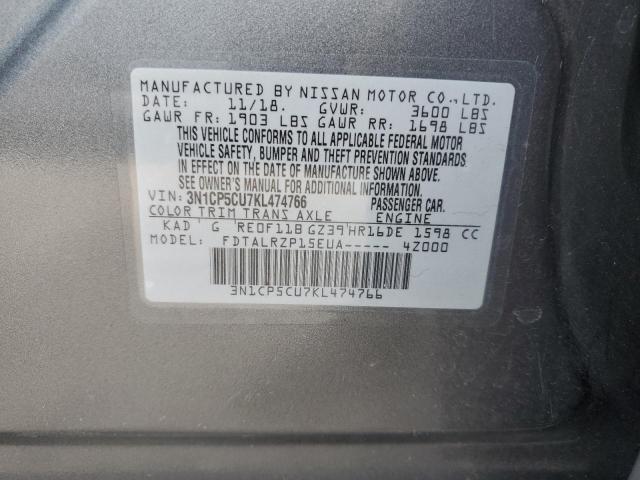 MANUFACTURED BY NISSAN MOTOR CO.,LTD.
DATE: 11/18. GVWR: 3600 LBS
GAWR FR: 1903 LBS GAWR RR: 1698 LBS
THIS VEHICLE CONFORMS TO ALL APPLICABLE FEDERAL MOTOR
VEHICLE SAFETY, BUMPER AND THEFT PREVENTION STANDARDS
IN EFFECT ON THE DATE OF MANUFACTURE SHOWN ABOVE.
SEE OWNER'S MANUAL FOR ADDITIONAL INFORMATION.
VIN: 3N1CP5CU7KL474766 PASSENGER CAR.
COLOR TRIM TRANS AXLE ENGINE
KAD G RE0F11B GZ39 HR16DE 1598 CC
MODEL: FDTALRZP15EUA----- 4Z000
3N1CP5CU7KL474766